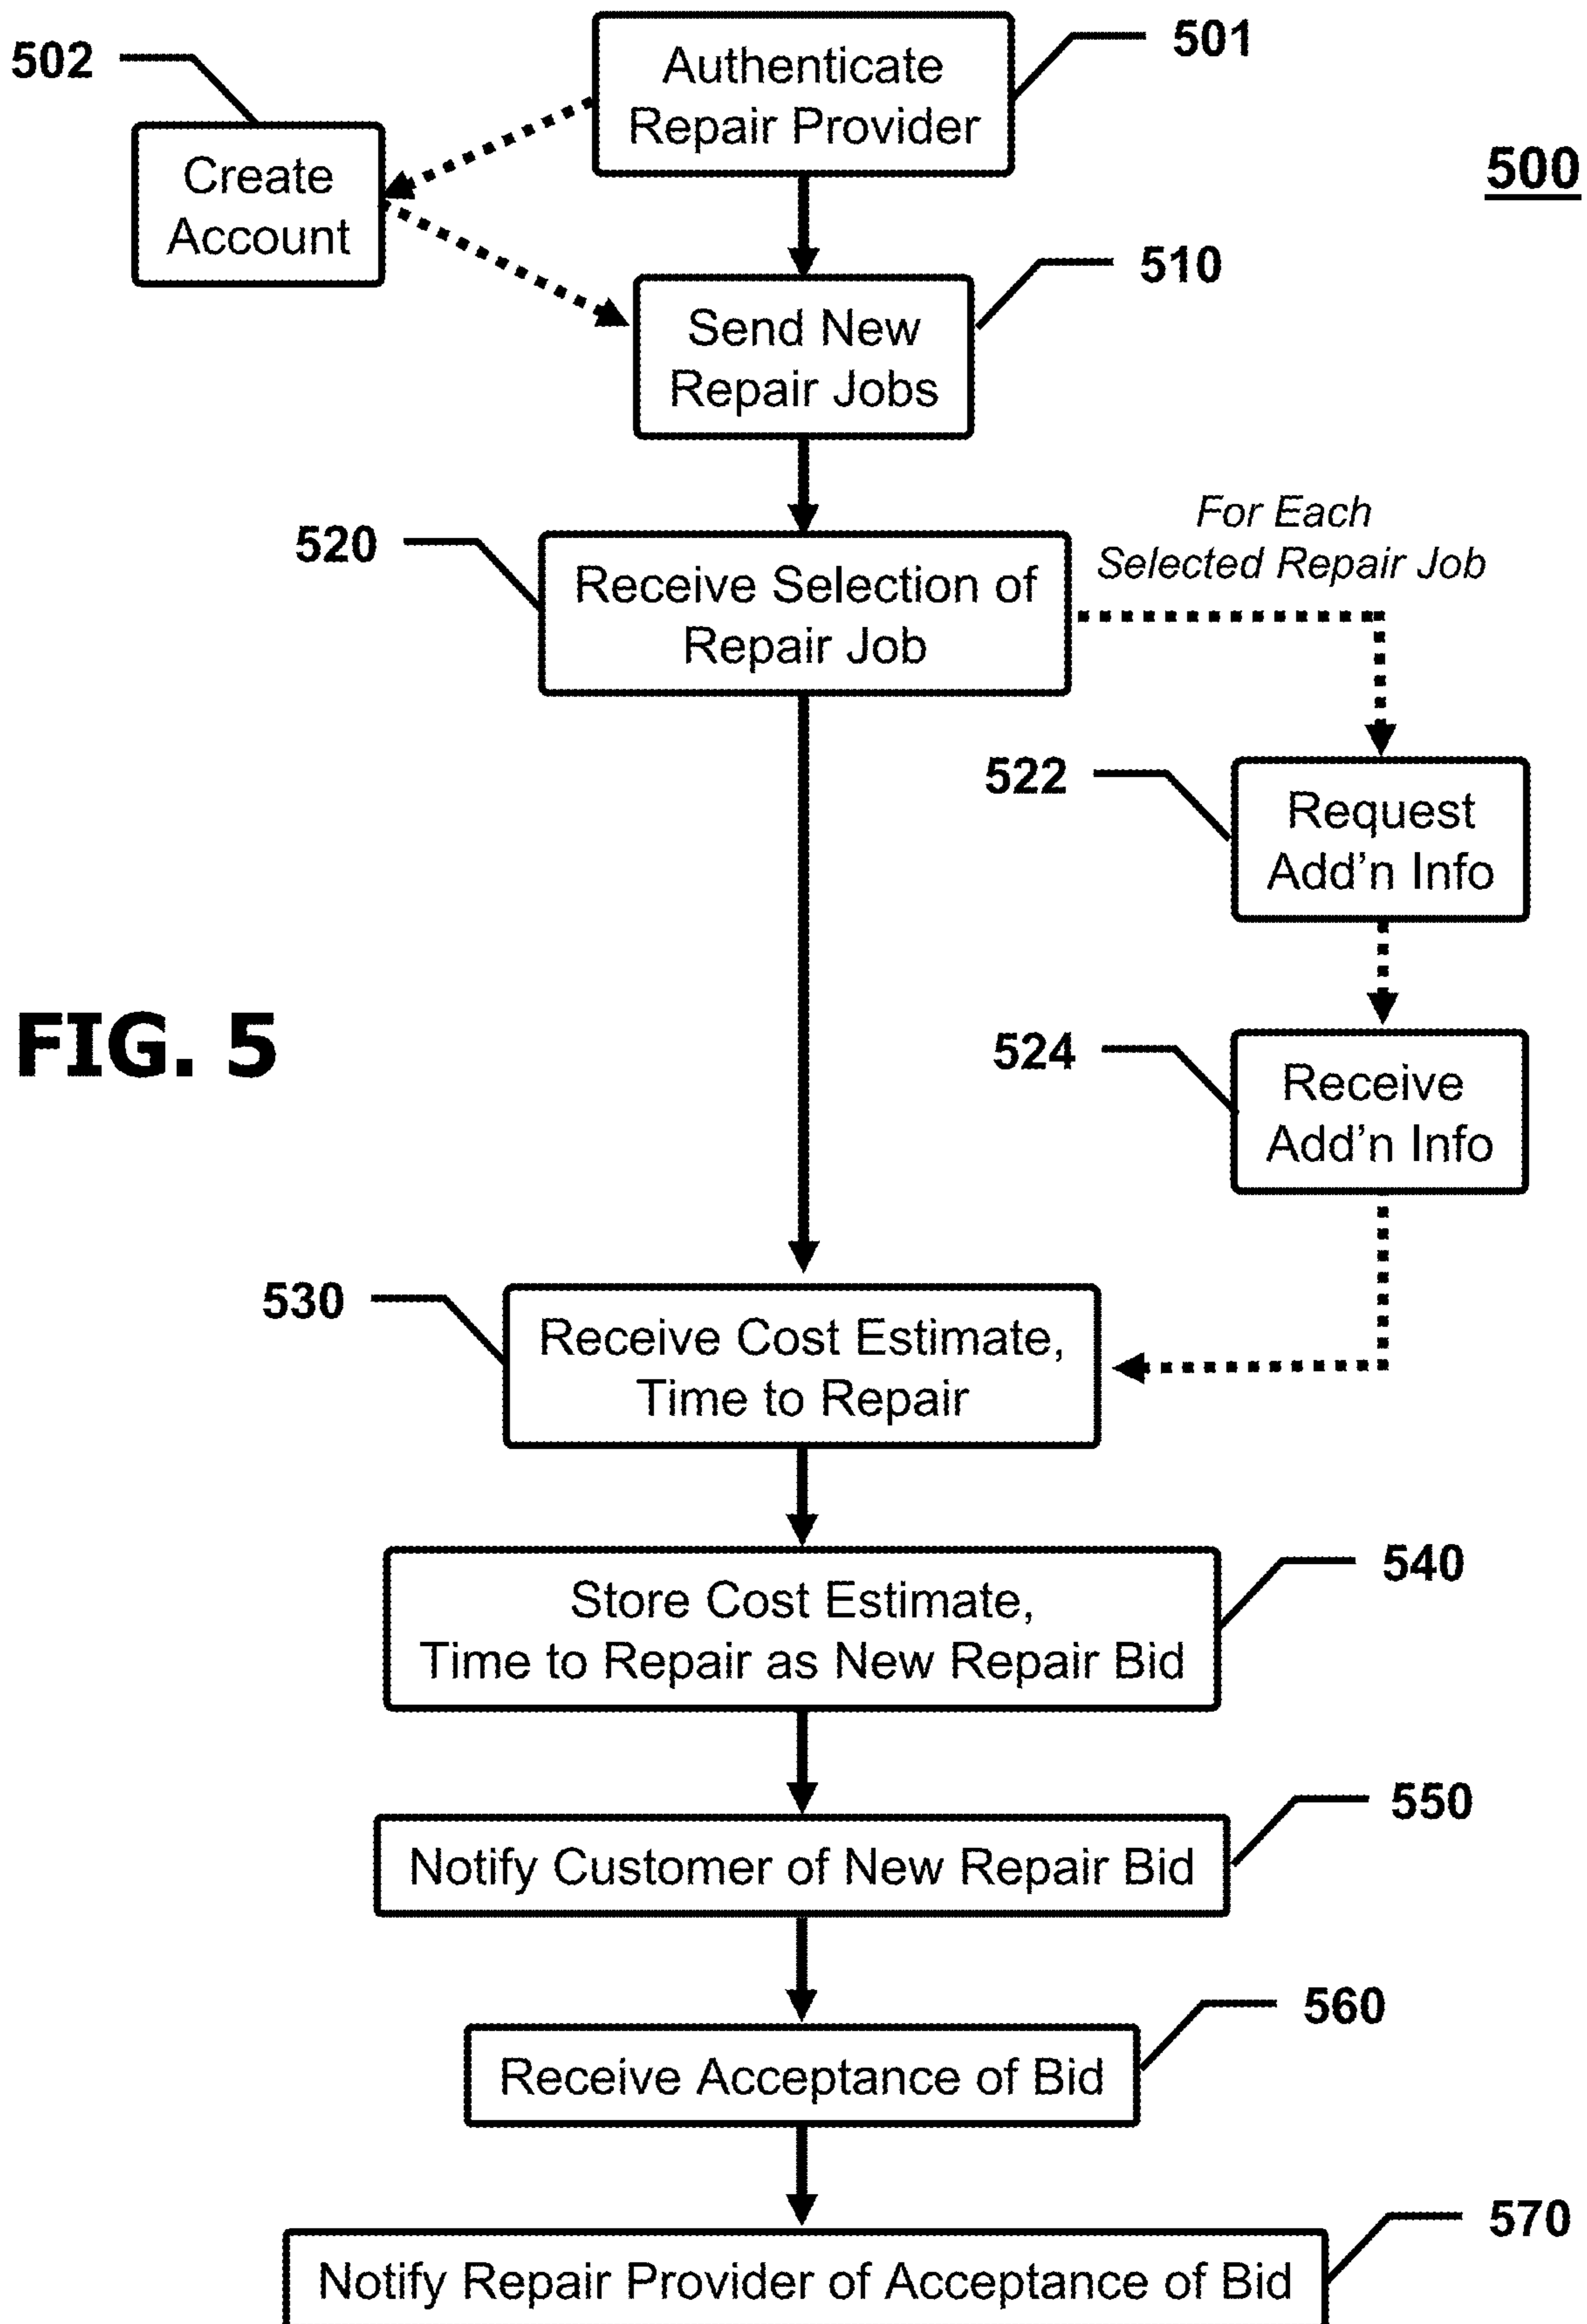 501
Authenticate
Repair Provider
502
Create
Account
500
510
Send New
Repair Jobs
For Each
Selected Repair Job
520
Receive Selection of
Repair Job
522
Request
Add’n Info
FIG. 5
524
Receive
Add’n Info
530
Receive Cost Estimate,
Time to Repair
540
Store Cost Estimate,
Time to Repair as New Repair Bid
550
Notify Customer of New Repair Bid
560
Receive Acceptance of Bid
570
Notify Repair Provider of Acceptance of Bid